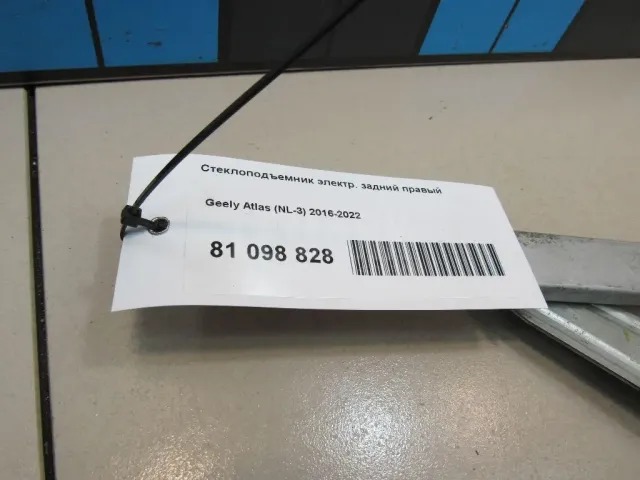 Стеклоподъемник электр. задний правый
Geely Atlas (NL-3) 2016-2022
81 098 828